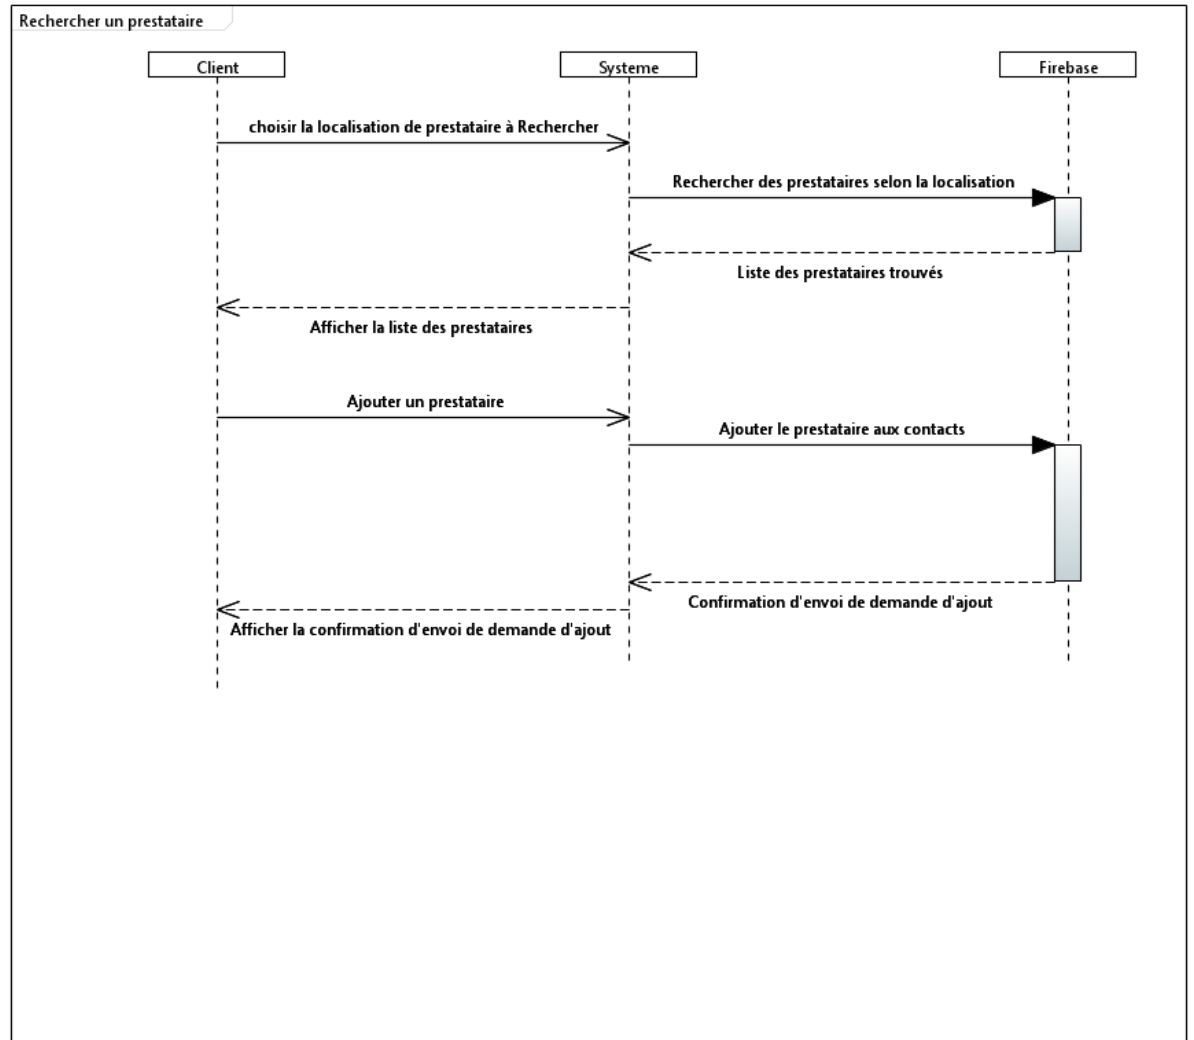 Rechercher un prestataire
Client
Systeme
Firebase
choisir la localisation de prestataire à Rechercher
Rechercher des prestataires selon la localisation
Liste des prestataires trouvés
Afficher la liste des prestataires
Ajouter un prestataire
Ajouter le prestataire aux contacts
Confirmation d'envoi de demande d'ajout
Afficher la confirmation d'envoi de demande d'ajout